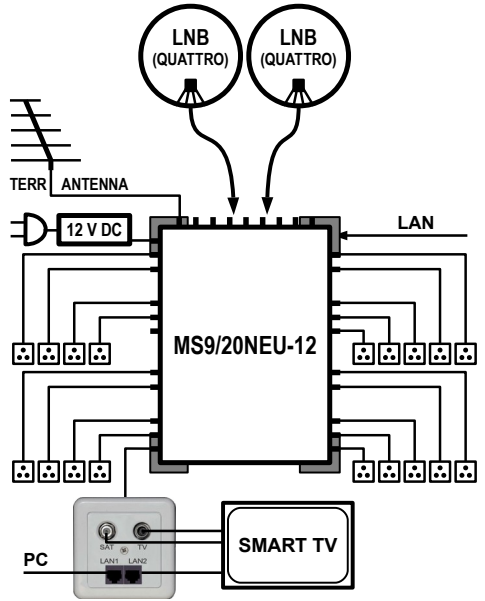 LNB
(QUATTRO)
LNB
(QUATTRO)
TERR ANTENNA
12 V DC
LAN
MS9/20NEU-12
SAT
TV
LAN1 LAN2
PC
SMART TV